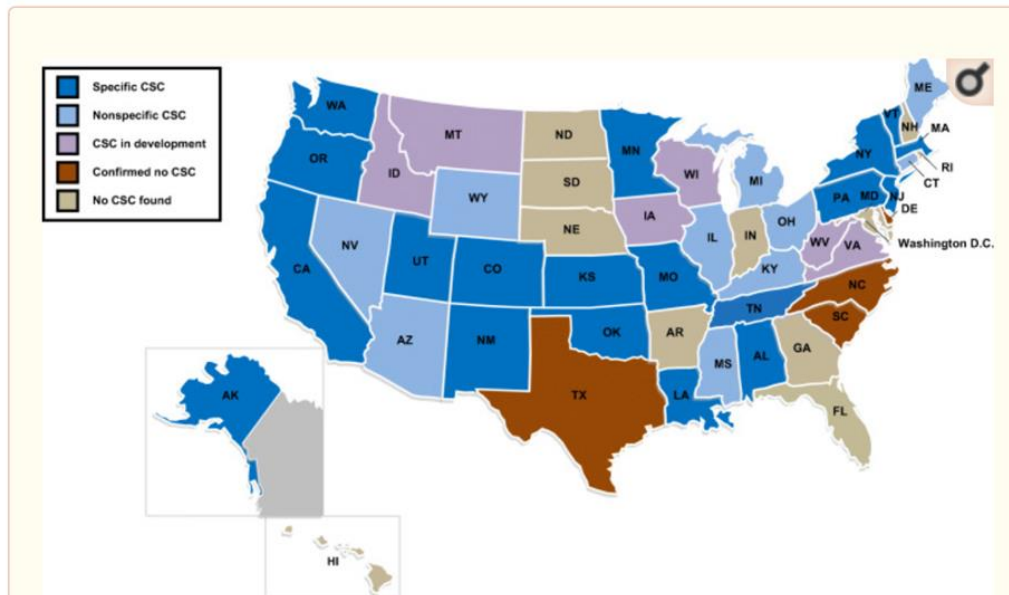 Specific CSC
Nonspecific CSC
CSC in development
Confirmed no CSC
No CSC found
WA
OR
CA
NV
ID
MT
WY
UT
AZ
CO
NM
ND
SD
NE
KS
OK
TX
MN
IA
MO
AR
LA
WI
IL
MS
MI
IN
KY
TN
AL
OH
WV
VA
NC
SC
GA
FL
PA
MD
NY
NJ
DE
Washington D.C.
VT
NH
ME
MA
RI
CT
AK
HI